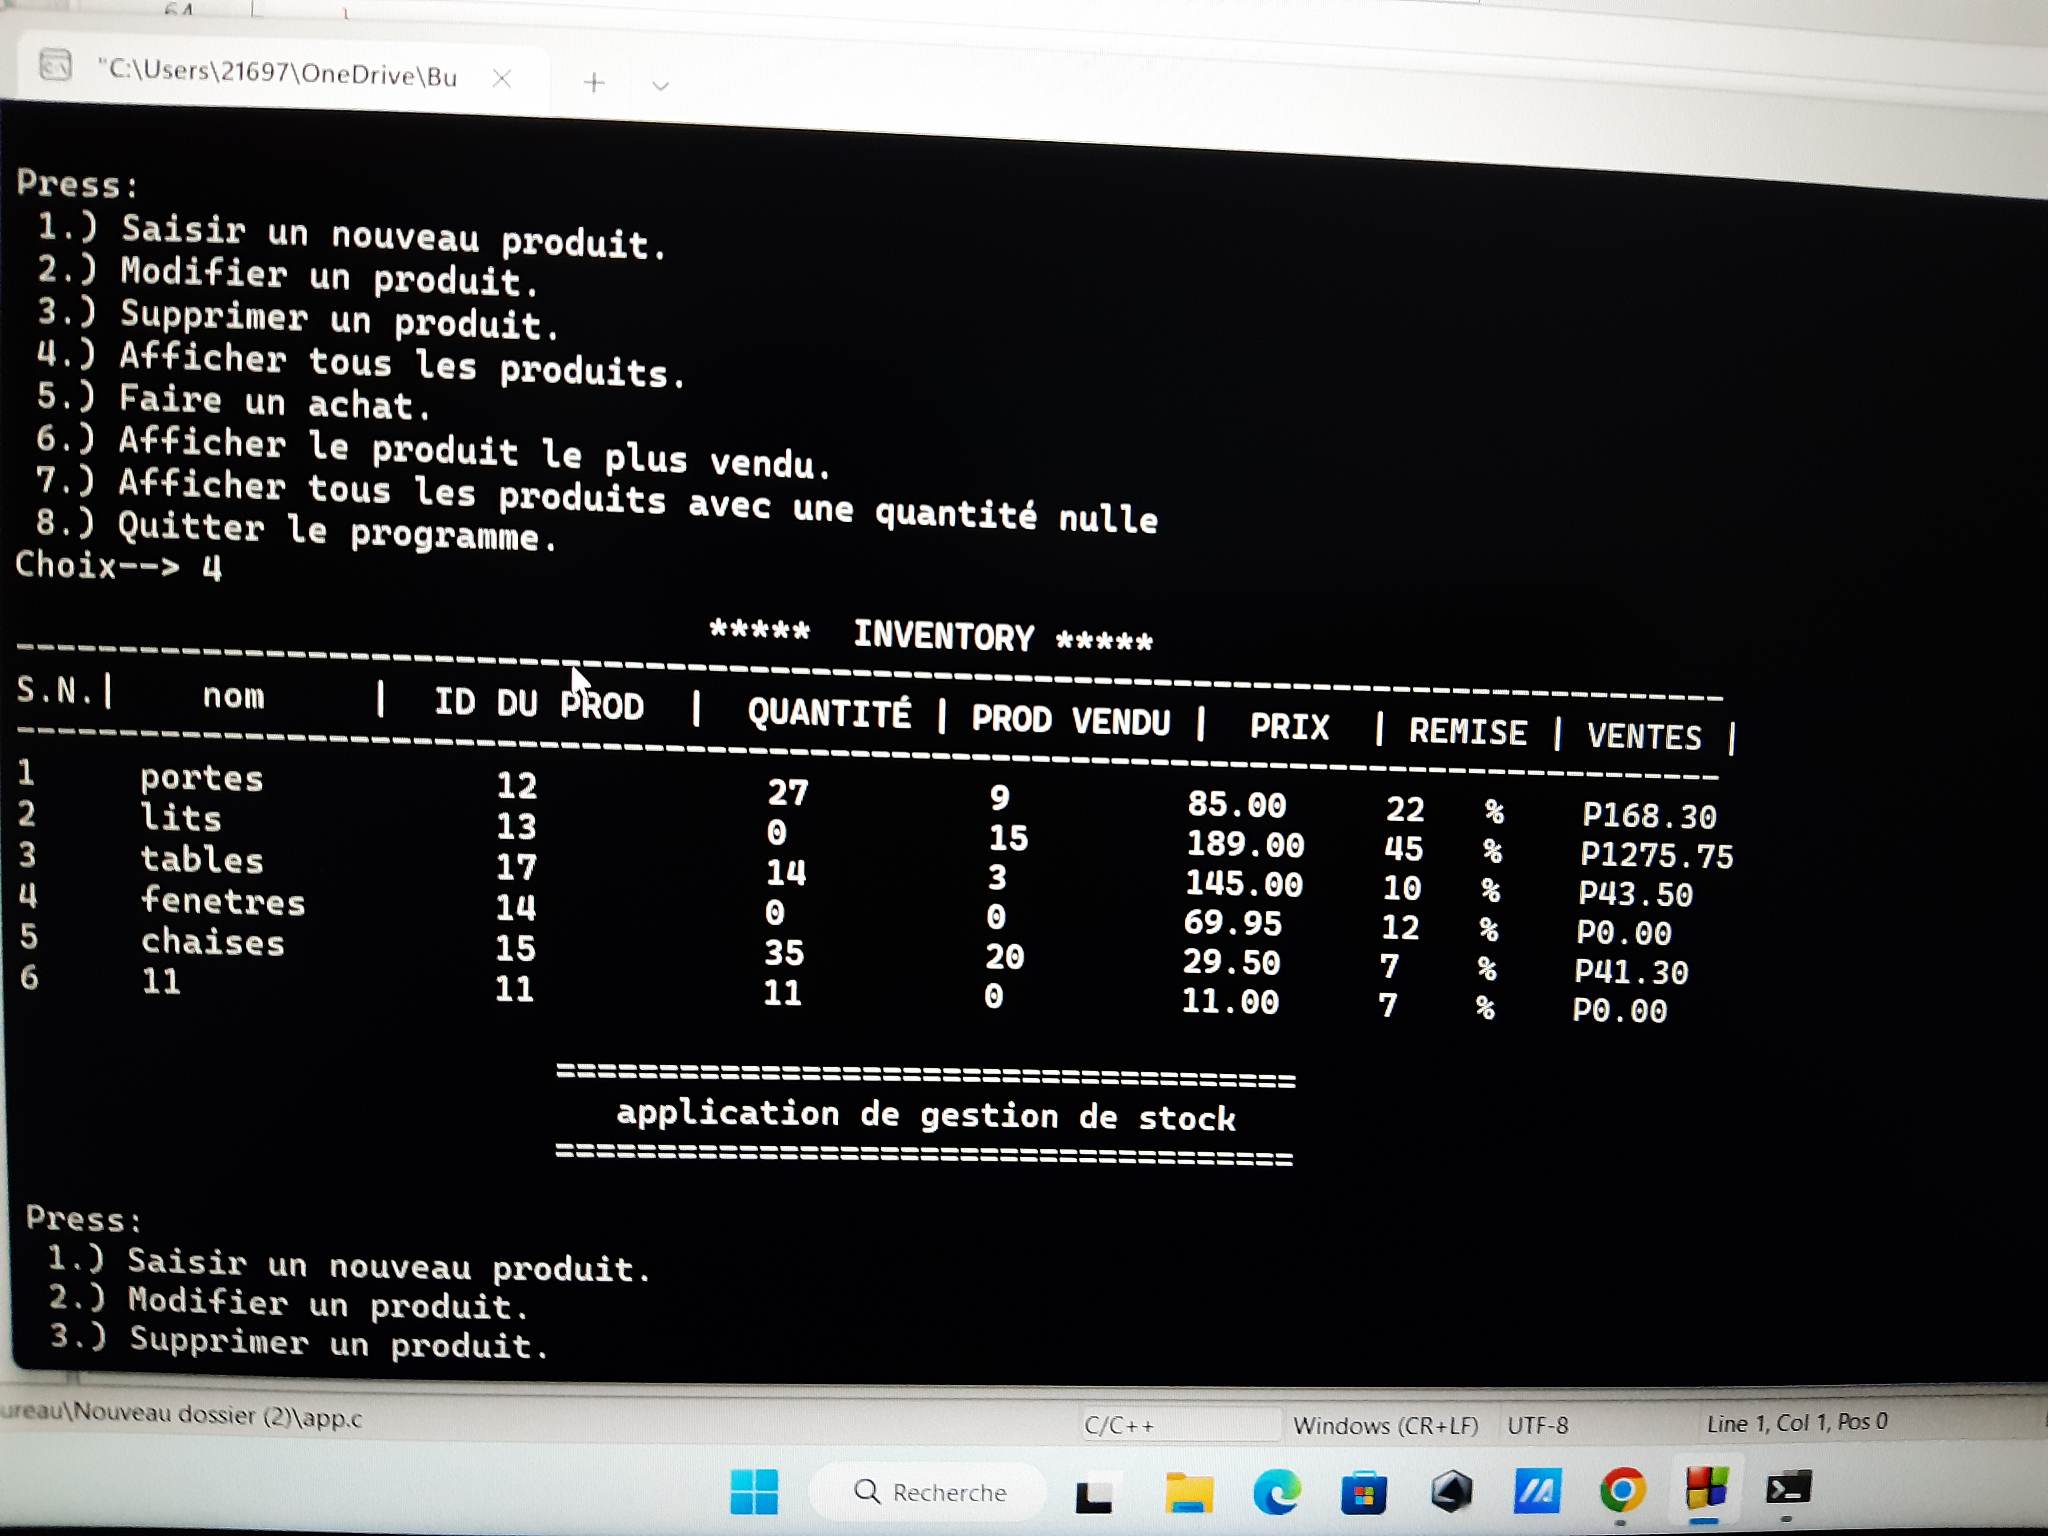 64
"C:\Users\21697\OneDrive\Bu
Press:
1.) Saisir un nouveau produit.
2.) Modifier un produit.
3.) Supprimer un produit.
4.) Afficher tous les produits.
5.) Faire un achat.
6.) Afficher le produit le plus vendu.
7.) Afficher tous les produits avec une quantité nulle
8.) Quitter le programme.
Choix--> 4
***** INVENTORY *****
S.N.| nom | ID DU PROD | QUANTITÉ | PROD VENDU | PRIX | REMISE | VENTES |
1 portes 12 27 9 85.00 22 % P168.30
2 lits 13 0 15 189.00 45 % P1275.75
3 tables 17 14 3 145.00 10 % P43.50
4 fenetres 14 0 0 69.95 12 % P0.00
5 chaises 15 35 20 29.50 7 % P41.30
6 11 11 11 0 11.00 7 % P0.00
=====================================
application de gestion de stock
=====================================
Press:
1.) Saisir un nouveau produit.
2.) Modifier un produit.
3.) Supprimer un produit.
ureau\Nouveau dossier (2)\app.c C/C++ Windows (CR+LF) UTF-8 Line 1, Col 1, Pos 0
Recherche